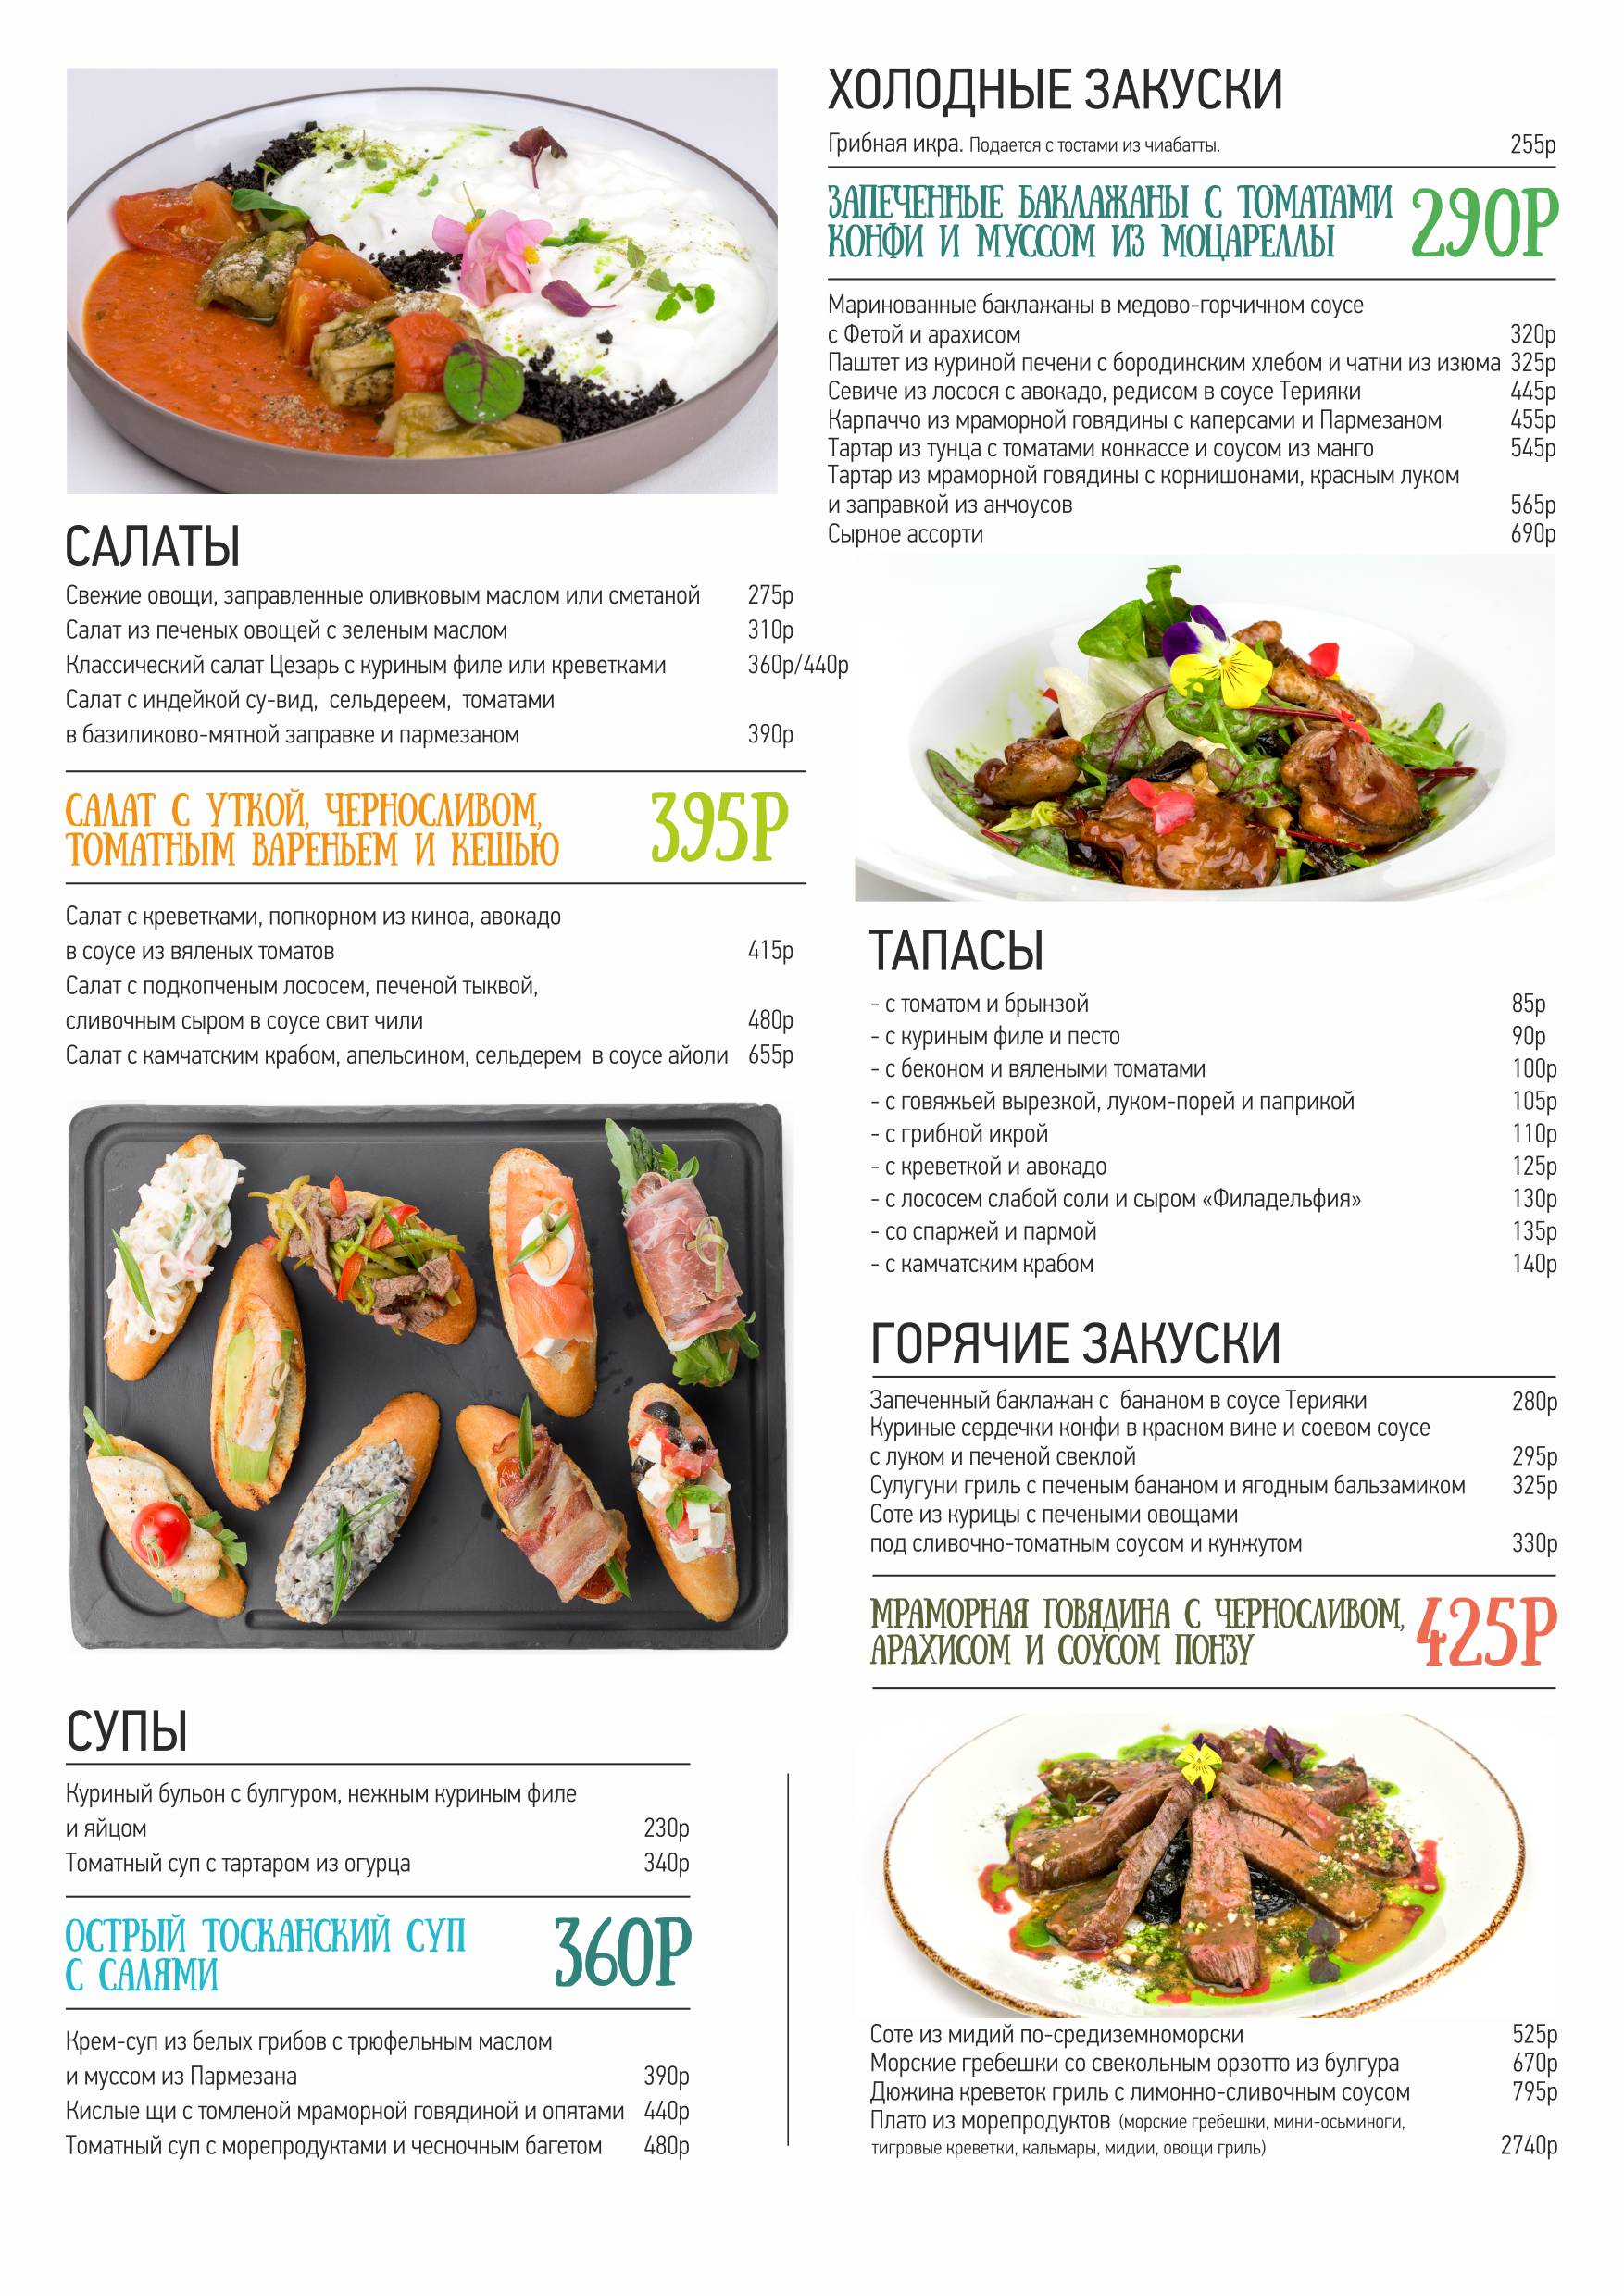 ХОЛОДНЫЕ ЗАКУСКИ
Грибная икра. Подается с тостами из чиабатты. 255р
ЗАПЕЧЕННЫЕ БАКЛАЖАНЫ С ТОМАТАМИ
КОНФИ И МУССОМ ИЗ МОЦАРЕЛЛЫ 290Р
Маринованные баклажаны в медово-горчичном соусе
с Фетой и арахисом 320р
Паштет из куриной печени с бородинским хлебом и чатни из изюма 325р
Севиче из лосося с авокадо, редисом в соусе Терияки 445р
Карпаччо из мраморной говядины с каперсами и Пармезаном 455р
Тартар из тунца с томатами конкассе и соусом из манго 545р
Тартар из мраморной говядины с корнишонами, красным луком
и заправкой из анчоусов 565р
Сырное ассорти 690р
САЛАТЫ
Свежие овощи, заправленные оливковым маслом или сметаной 275р
Салат из печеных овощей с зеленым маслом 310р
Классический салат Цезарь с куриным филе или креветками 360р/440р
Салат с индейкой су-вид, сельдереем, томатами
в базиликово-мятной заправке и пармезаном 390р
САЛАТ С УТКОЙ, ЧЕРНОСЛИВОМ,
ТОМАТНЫМ ВАРЕНЬЕМ И КЕШЬЮ 395Р
Салат с креветками, попкорном из киноа, авокадо
в соусе из вяленых томатов 415р
Салат с подкопченым лососем, печеной тыквой,
сливочным сыром в соусе свит чили 480р
Салат с камчатским крабом, апельсином, сельдерем в соусе айоли 655р
ТАПАСЫ
- с томатом и брынзой 85р
- с куриным филе и песто 90р
- с беконом и вялеными томатами 100р
- с говяжьей вырезкой, луком-порей и паприкой 105р
- с грибной икрой 110р
- с креветкой и авокадо 125р
- с лососем слабой соли и сыром «Филадельфия» 130р
- со спаржей и пармой 135р
- с камчатским крабом 140р
ГОРЯЧИЕ ЗАКУСКИ
Запеченный баклажан с бананом в соусе Терияки 280р
Куриные сердечки конфи в красном вине и соевом соусе
с луком и печеной свеклой 295р
Сулугуни гриль с печеным бананом и ягодным бальзамиком 325р
Соте из курицы с печеными овощами
под сливочно-томатным соусом и кунжутом 330р
МРАМОРНАЯ ГОВЯДИНА С ЧЕРНОСЛИВОМ,
АРАХИСОМ И СОУСОМ ПОНЗУ 425Р
Соте из мидий по-средиземноморски 525р
Морские гребешки со свекольным орзотто из булгура 670р
Дюжина креветок гриль с лимонно-сливочным соусом 795р
Плато из морепродуктов (морские гребешки, мини-осьминоги,
тигровые креветки, кальмары, мидии, овощи гриль) 2740р
СУПЫ
Куриный бульон с булгуром, нежным куриным филе
и яйцом 230р
Томатный суп с тартаром из огурца 340р
ОСТРЫЙ ТОСКАНСКИЙ СУП
С САЛЯМИ 360Р
Крем-суп из белых грибов с трюфельным маслом
и муссом из Пармезана 390р
Кислые щи с томленой мраморной говядиной и опятами 440р
Томатный суп с морепродуктами и чесночным багетом 480р